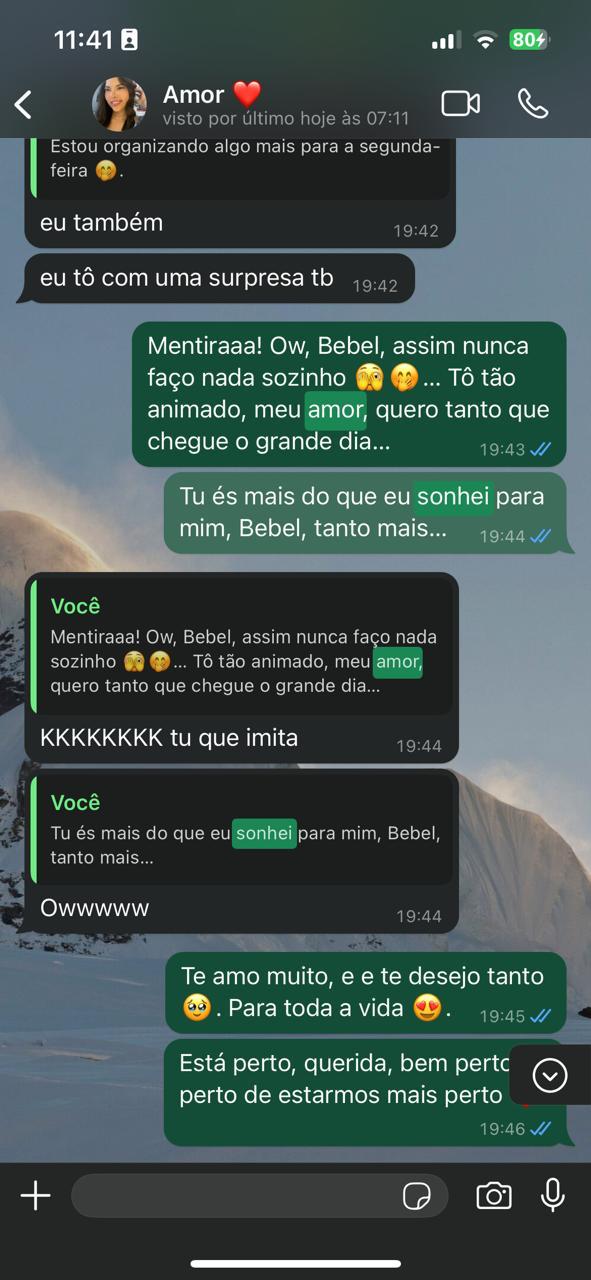 11:41
80
Amor ❤️
visto por último hoje às 07:11
Estou organizando algo mais para a segunda-
feira 🤭.
eu também
19:42
eu tô com uma surpresa tb
19:42
Mentiraaa! Ow, Bebel, assim nunca
faço nada sozinho 🫣🤭... Tô tão
animado, meu amor, quero tanto que
chegue o grande dia...
19:43
Tu és mais do que eu sonhei para
mim, Bebel, tanto mais...
19:44
Você
Mentiraaa! Ow, Bebel, assim nunca faço nada
sozinho 🫣🤭... Tô tão animado, meu amor,
quero tanto que chegue o grande dia...
KKKKKKKK tu que imita
19:44
Você
Tu és mais do que eu sonhei para mim, Bebel,
tanto mais...
Owwwww
19:44
Te amo muito, e e te desejo tanto
🥹. Para toda a vida 😍.
19:45
Está perto, querida, bem perto
perto de estarmos mais perto
19:46